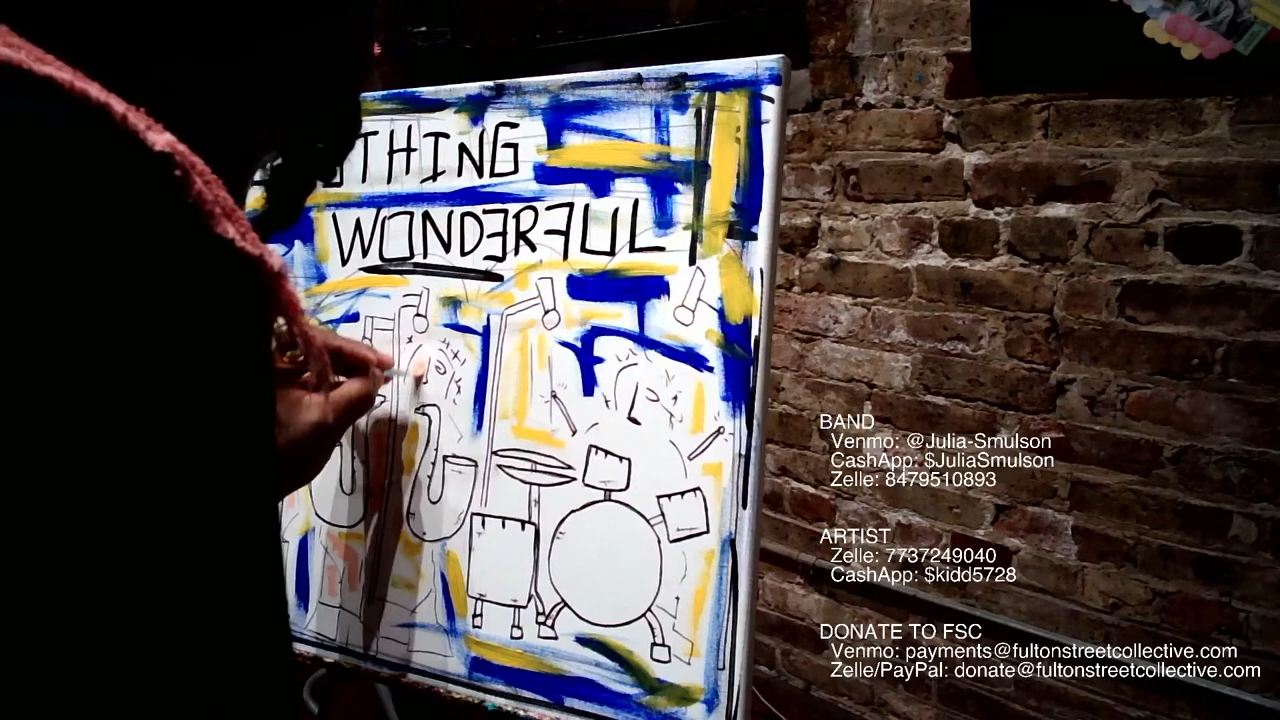 THING
WONDERFUL
BAND
Venmo: @Julia-Smulson
CashApp: $JuliaSmulson
Zelle: 8479510893
ARTIST
Zelle: 7737249040
CashApp: $kidd5728
DONATE TO FSC
Venmo: payments@fultonstreetcollective.com
Zelle/PayPal: donate@fultonstreetcollective.com